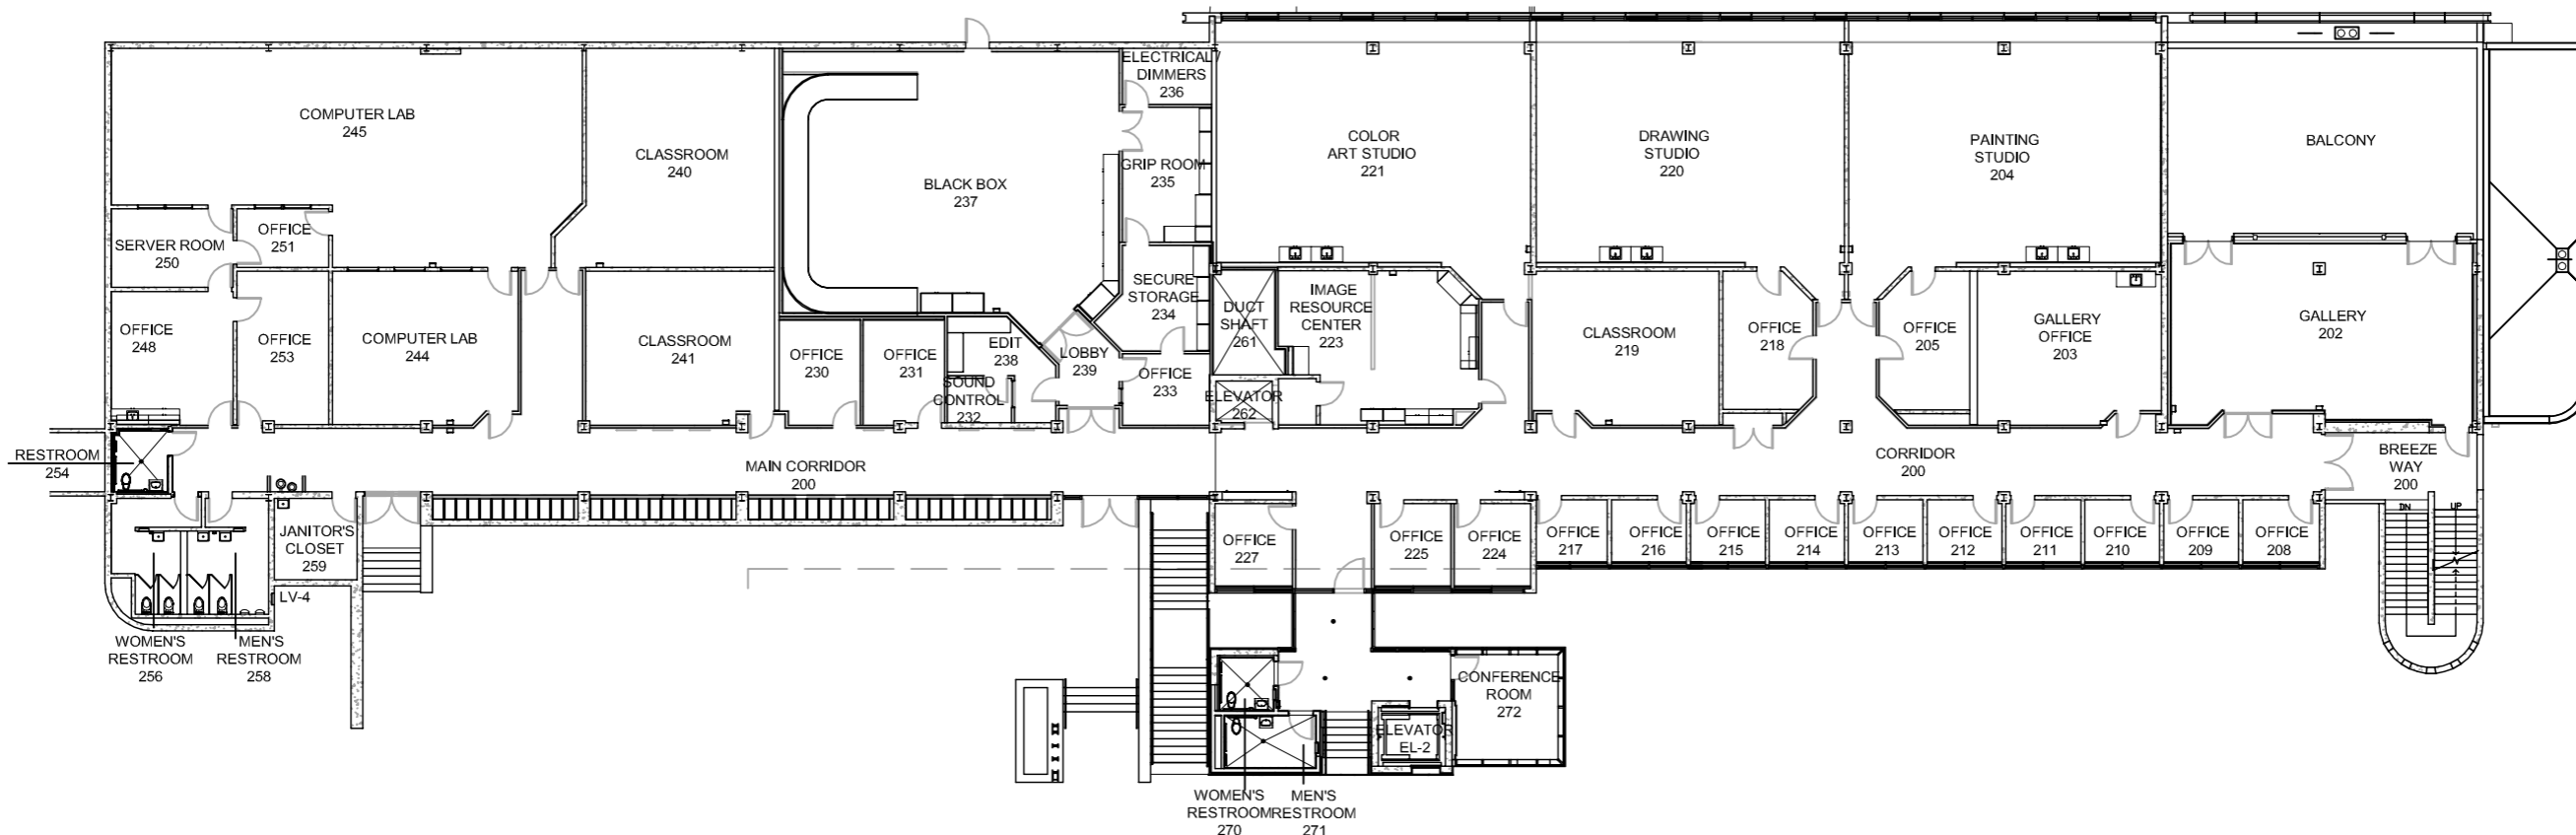 COMPUTER LAB
245
CLASSROOM
240
BLACK BOX
237
ELECTRICAL/
DIMMERS
236
GRIP ROOM
235
COLOR
ART STUDIO
221
DRAWING
STUDIO
220
PAINTING
STUDIO
204
BALCONY
SERVER ROOM
250
OFFICE
251
OFFICE
248
OFFICE
253
COMPUTER LAB
244
CLASSROOM
241
OFFICE
230
OFFICE
231
EDIT
238
SOUND
CONTROL
232
LOBBY
239
SECURE
STORAGE
234
OFFICE
233
DUCT
SHAFT
261
ELEVATOR
262
IMAGE
RESOURCE
CENTER
223
CLASSROOM
219
OFFICE
218
OFFICE
205
GALLERY
OFFICE
203
GALLERY
202
RESTROOM
254
MAIN CORRIDOR
200
CORRIDOR
200
BREEZE
WAY
200
JANITOR'S
CLOSET
259
LV-4
OFFICE
227
OFFICE
225
OFFICE
224
OFFICE
217
OFFICE
216
OFFICE
215
OFFICE
214
OFFICE
213
OFFICE
212
OFFICE
211
OFFICE
210
OFFICE
209
OFFICE
208
DN
UP
WOMEN'S
RESTROOM
256
MEN'S
RESTROOM
258
CONFERENCE
ROOM
272
ELEVATOR
EL-2
WOMEN'S
RESTROOM
270
MEN'S
RESTROOM
271